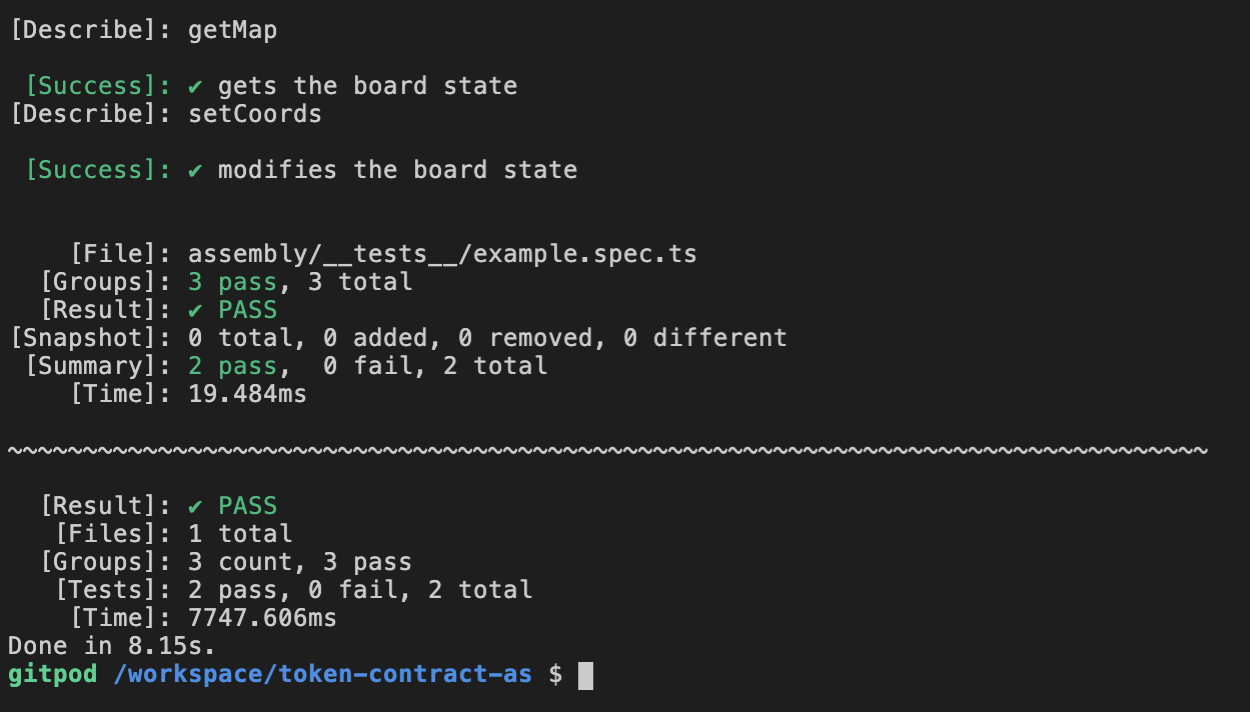 [Describe]: getMap
[Success]: ✔ gets the board state
[Describe]: setCoords
[Success]: ✔ modifies the board state
[File]: assembly/__tests__/example.spec.ts
[Groups]: 3 pass, 3 total
[Result]: ✔ PASS
[Snapshot]: 0 total, 0 added, 0 removed, 0 different
[Summary]: 2 pass,  0 fail, 2 total
[Time]: 19.484ms
~~~~~~~~~~~~~~~~~~~~~~~~~~~~~~~~~~~~~~~~~~~~~~~~~~~~~~~~~~~~~~~~~~~~~~~~~~~~~~~~
[Result]: ✔ PASS
[Files]: 1 total
[Groups]: 3 count, 3 pass
[Tests]: 2 pass, 0 fail, 2 total
[Time]: 7747.606ms
Done in 8.15s.
gitpod /workspace/token-contract-as $